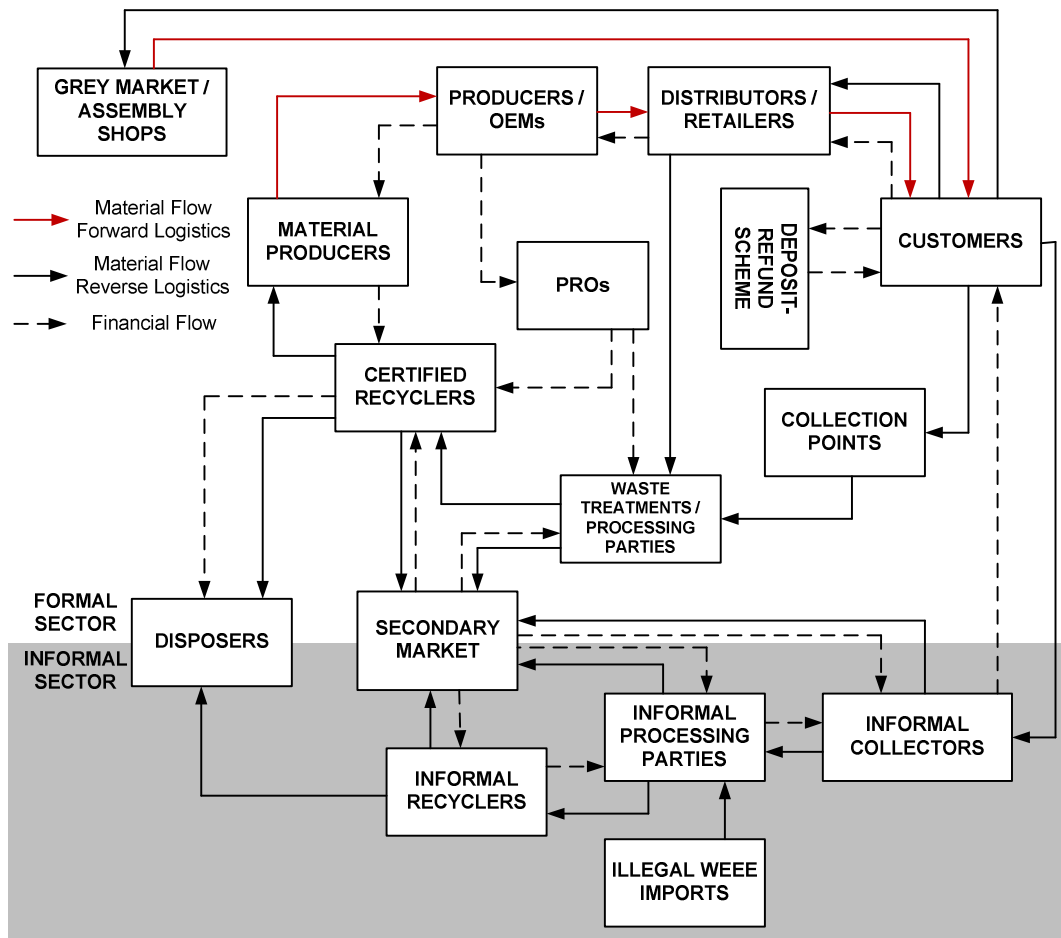 GREY MARKET /
ASSEMBLY
SHOPS
PRODUCERS /
OEMs
DISTRIBUTORS /
RETAILERS
Material Flow
Forward Logistics
Material Flow
Reverse Logistics
Financial Flow
MATERIAL
PRODUCERS
PROs
DEPOSIT-
REFUND
SCHEME
CUSTOMERS
CERTIFIED
RECYCLERS
COLLECTION
POINTS
WASTE
TREATMENTS /
PROCESSING
PARTIES
FORMAL
SECTOR
INFORMAL
SECTOR
DISPOSERS
SECONDARY
MARKET
INFORMAL
PROCESSING
PARTIES
INFORMAL
COLLECTORS
INFORMAL
RECYCLERS
ILLEGAL WEEE
IMPORTS